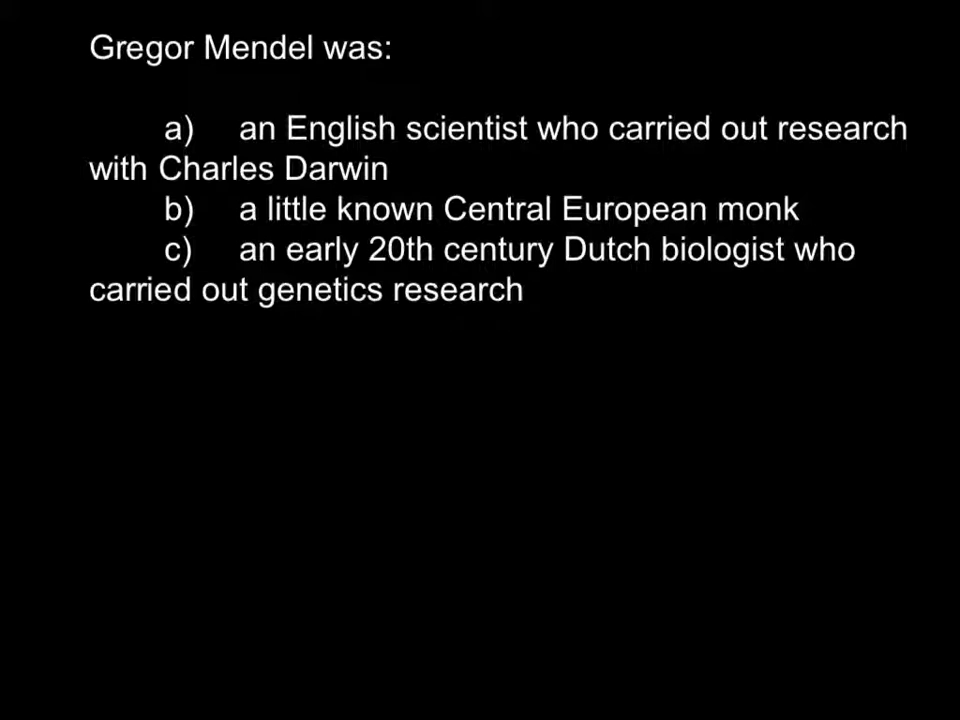 Gregor Mendel was:
a) an English scientist who carried out research
with Charles Darwin
b) a little known Central European monk
c) an early 20th century Dutch biologist who
carried out genetics research